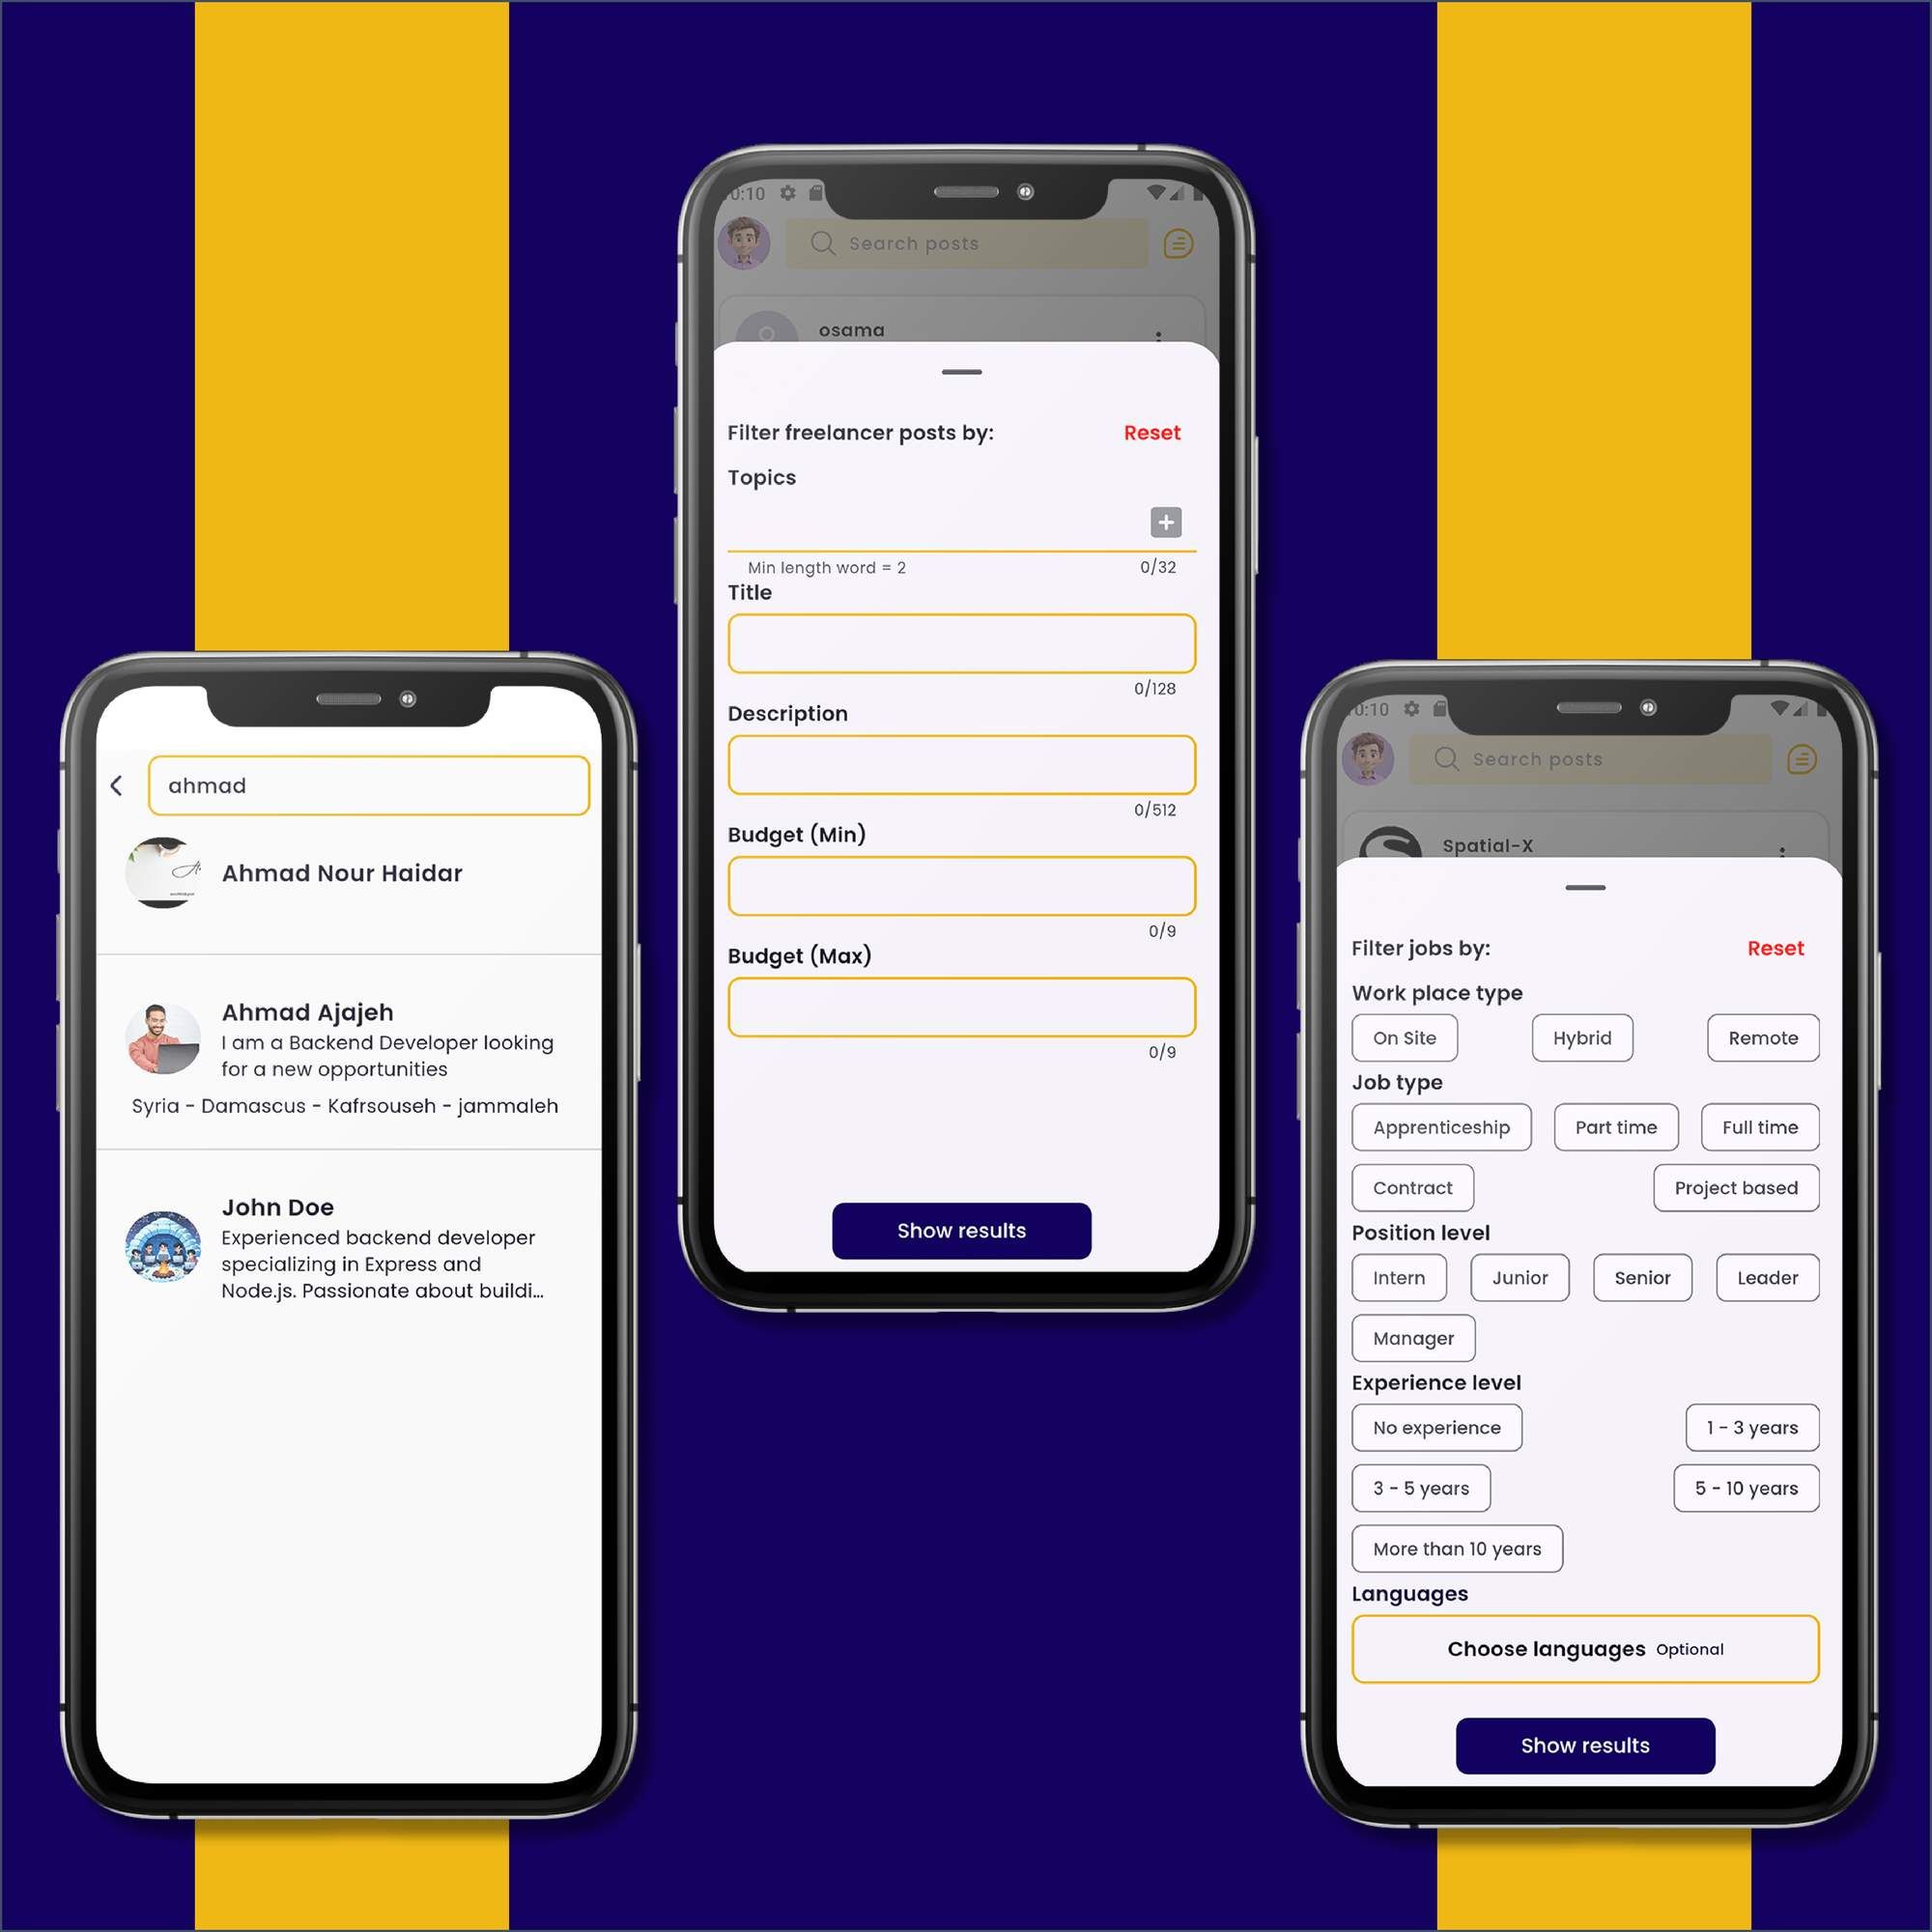 ahmad
Ahmad Nour Haidar
Ahmad Ajajeh
I am a Backend Developer looking
for a new opportunities
Syria - Damascus - Kafrsouseh - jammaleh
John Doe
Experienced backend developer
specializing in Express and
Node.js. Passionate about buildi...
0:10
Search posts
osama
Filter freelancer posts by:
Reset
Topics
Min length word = 2
0/32
Title
0/128
Description
0/512
Budget (Min)
0/9
Budget (Max)
0/9
Show results
0:10
Search posts
Spatial-X
Filter jobs by:
Reset
Work place type
On Site
Hybrid
Remote
Job type
Apprenticeship
Part time
Full time
Contract
Project based
Position level
Intern
Junior
Senior
Leader
Manager
Experience level
No experience
1 - 3 years
3 - 5 years
5 - 10 years
More than 10 years
Languages
Choose languages Optional
Show results